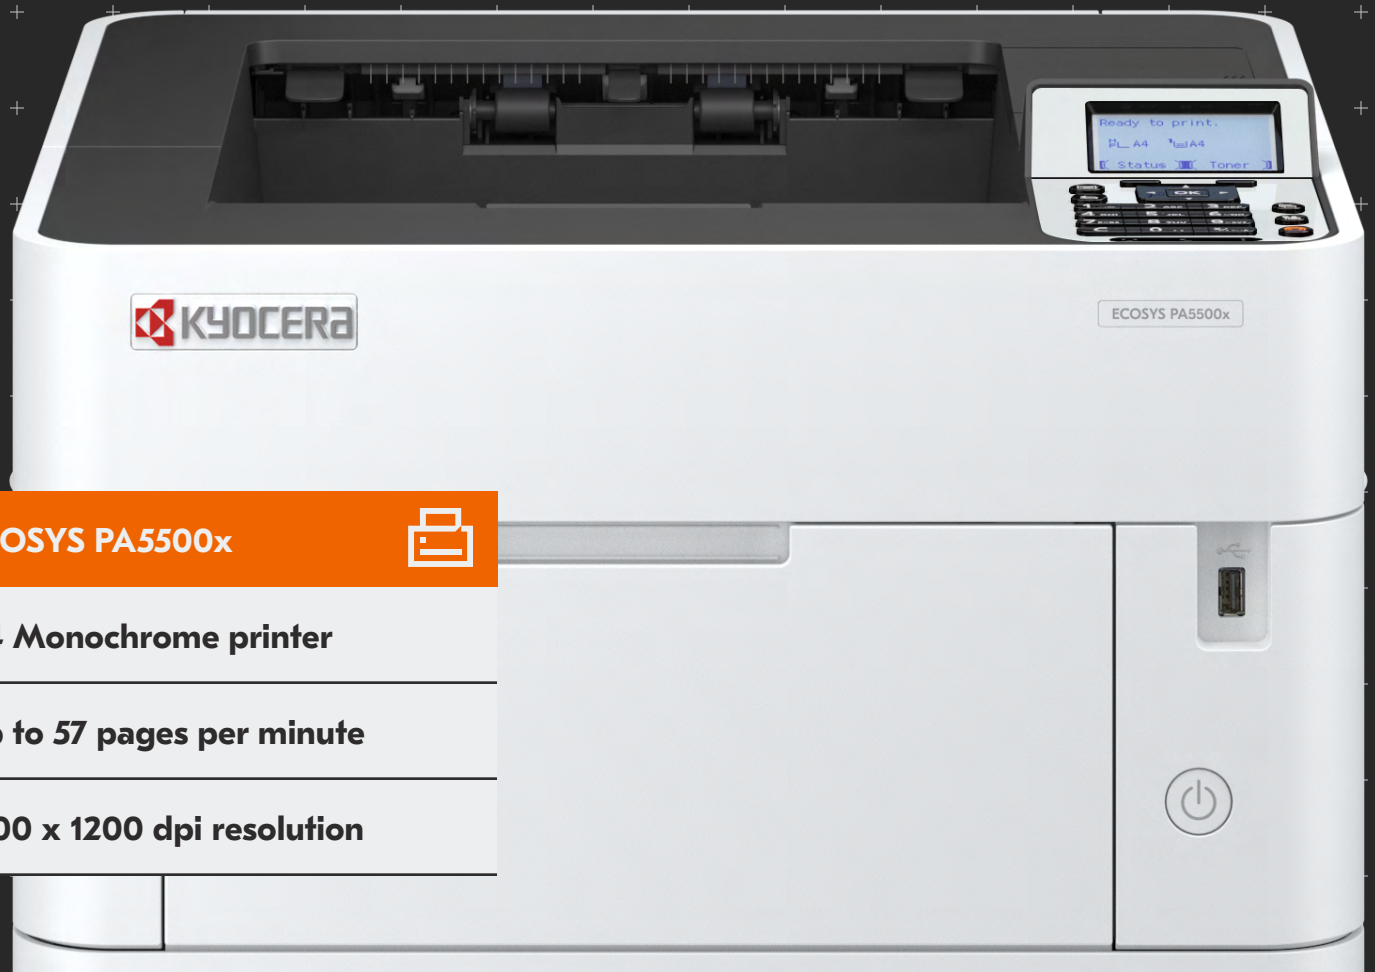 Ready to print.
A4 A4
Status Toner
OK
KYOCERA
ECOSYS PA5500x
OSYS PA5500x
Monochrome printer
to 57 pages per minute
00 x 1200 dpi resolution